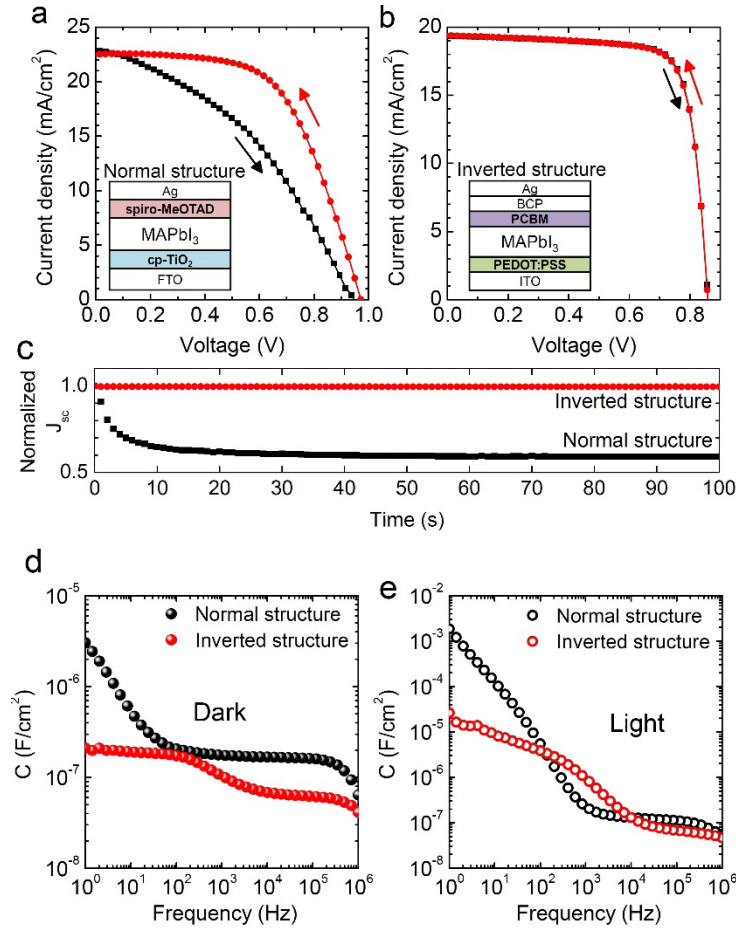 a
Current density (mA/cm²)
25
20
15
10
5
0
0.0 0.2 0.4 0.6 0.8 1.0
Voltage (V)
Normal structure
Ag
spiro-MeOTAD
MAPbI₃
cp-TiO₂
FTO
b
Current density (mA/cm²)
20
15
10
5
0
0.0 0.2 0.4 0.6 0.8
Voltage (V)
Inverted structure
Ag
BCP
PCBM
MAPbI₃
PEDOT:PSS
ITO
c
Normalized
J_sc
1.0
0.5
Inverted structure
Normal structure
0 10 20 30 40 50 60 70 80 90 100
Time (s)
d
C (F/cm²)
10⁻⁵
10⁻⁶
10⁻⁷
10⁻⁸
Normal structure
Inverted structure
Dark
10⁰ 10¹ 10² 10³ 10⁴ 10⁵ 10⁶
Frequency (Hz)
e
C (F/cm²)
10⁻²
10⁻³
10⁻⁴
10⁻⁵
10⁻⁶
10⁻⁷
10⁻⁸
Normal structure
Inverted structure
Light
10⁰ 10¹ 10² 10³ 10⁴ 10⁵ 10⁶
Frequency (Hz)